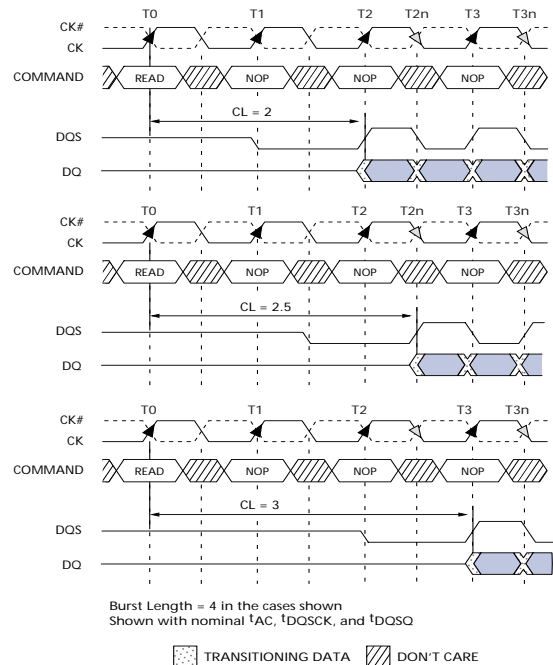 T0 T1 T2 T2n T3 T3n
CK#
CK
COMMAND READ NOP NOP NOP
CL = 2
DQS
DQ
T0 T1 T2 T2n T3 T3n
CK#
CK
COMMAND READ NOP NOP NOP
CL = 2.5
DQS
DQ
T0 T1 T2 T3 T3n
CK#
CK
COMMAND READ NOP NOP NOP
CL = 3
DQS
DQ
Burst Length = 4 in the cases shown
Shown with nominal tAC, tDQSCK, and tDQSQ
TRANSITIONING DATA DON'T CARE